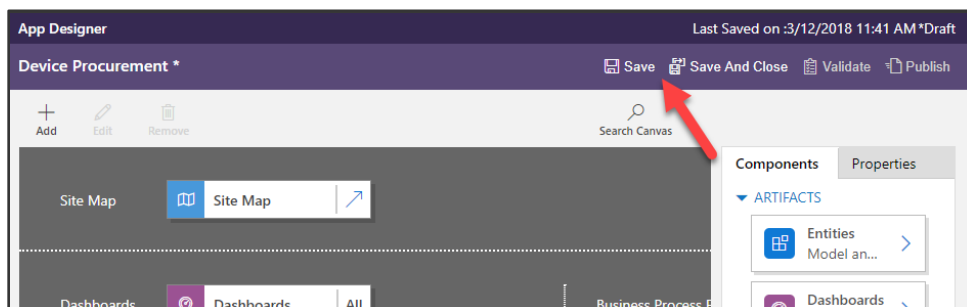 App Designer
Last Saved on :3/12/2018 11:41 AM *Draft
Device Procurement *
Save
Save And Close
Validate
Publish
Add
Edit
Remove
Search Canvas
Components
Properties
Site Map
Site Map
ARTIFACTS
Entities
Model an...
Dashboards
Dashboards
All
Business Process
Dashboards